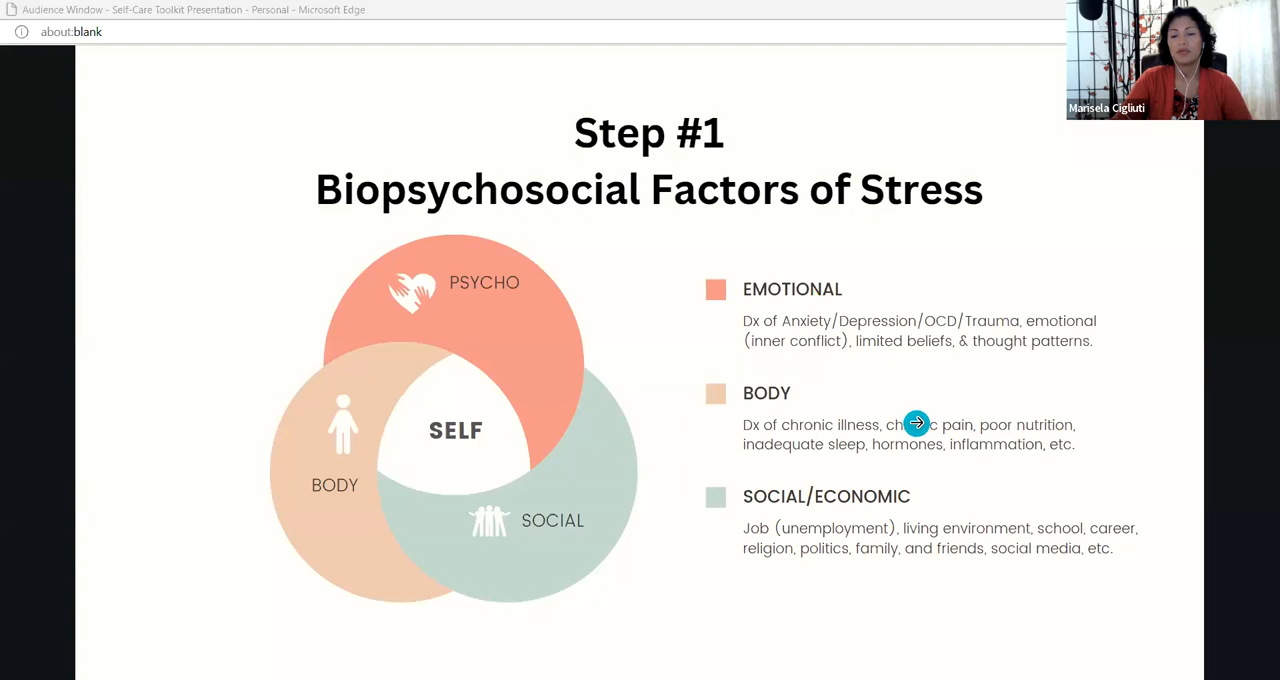 Audience Window - Self-Care Toolkit Presentation - Personal - Microsoft Edge
about:blank
Marisela Cigliuti
Step #1
Biopsychosocial Factors of Stress
PSYCHO
BODY
SELF
SOCIAL
EMOTIONAL
Dx of Anxiety/Depression/OCD/Trauma, emotional
(inner conflict), limited beliefs, & thought patterns.
BODY
Dx of chronic illness, pain, poor nutrition,
inadequate sleep, hormones, inflammation, etc.
SOCIAL/ECONOMIC
Job (unemployment), living environment, school, career,
religion, politics, family, and friends, social media, etc.